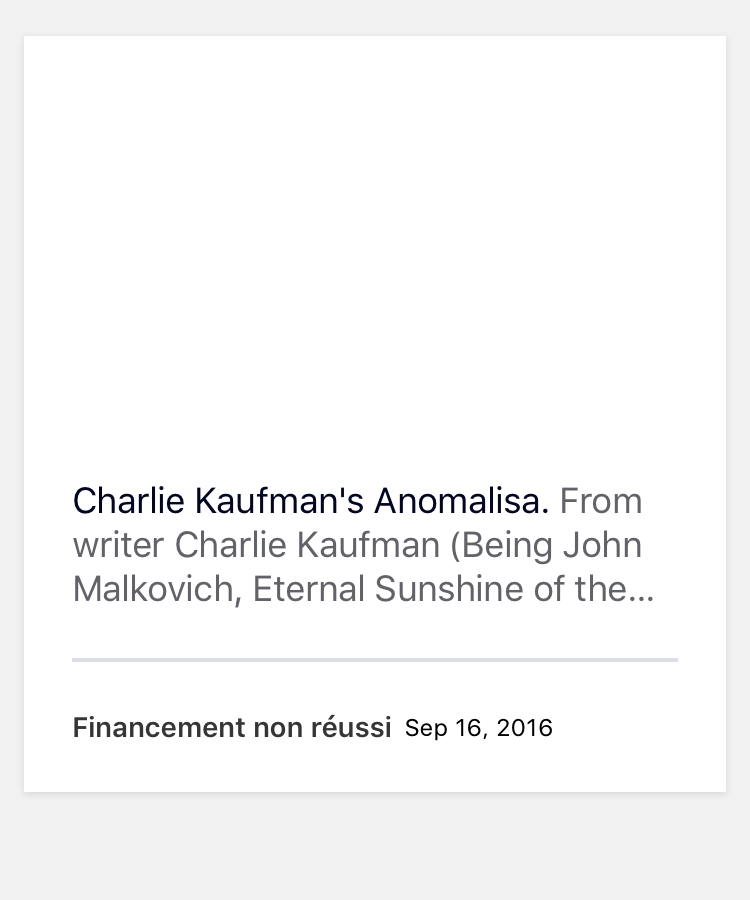 Charlie Kaufman's Anomalisa. From
writer Charlie Kaufman (Being John
Malkovich, Eternal Sunshine of the...
Financement non réussi Sep 16, 2016